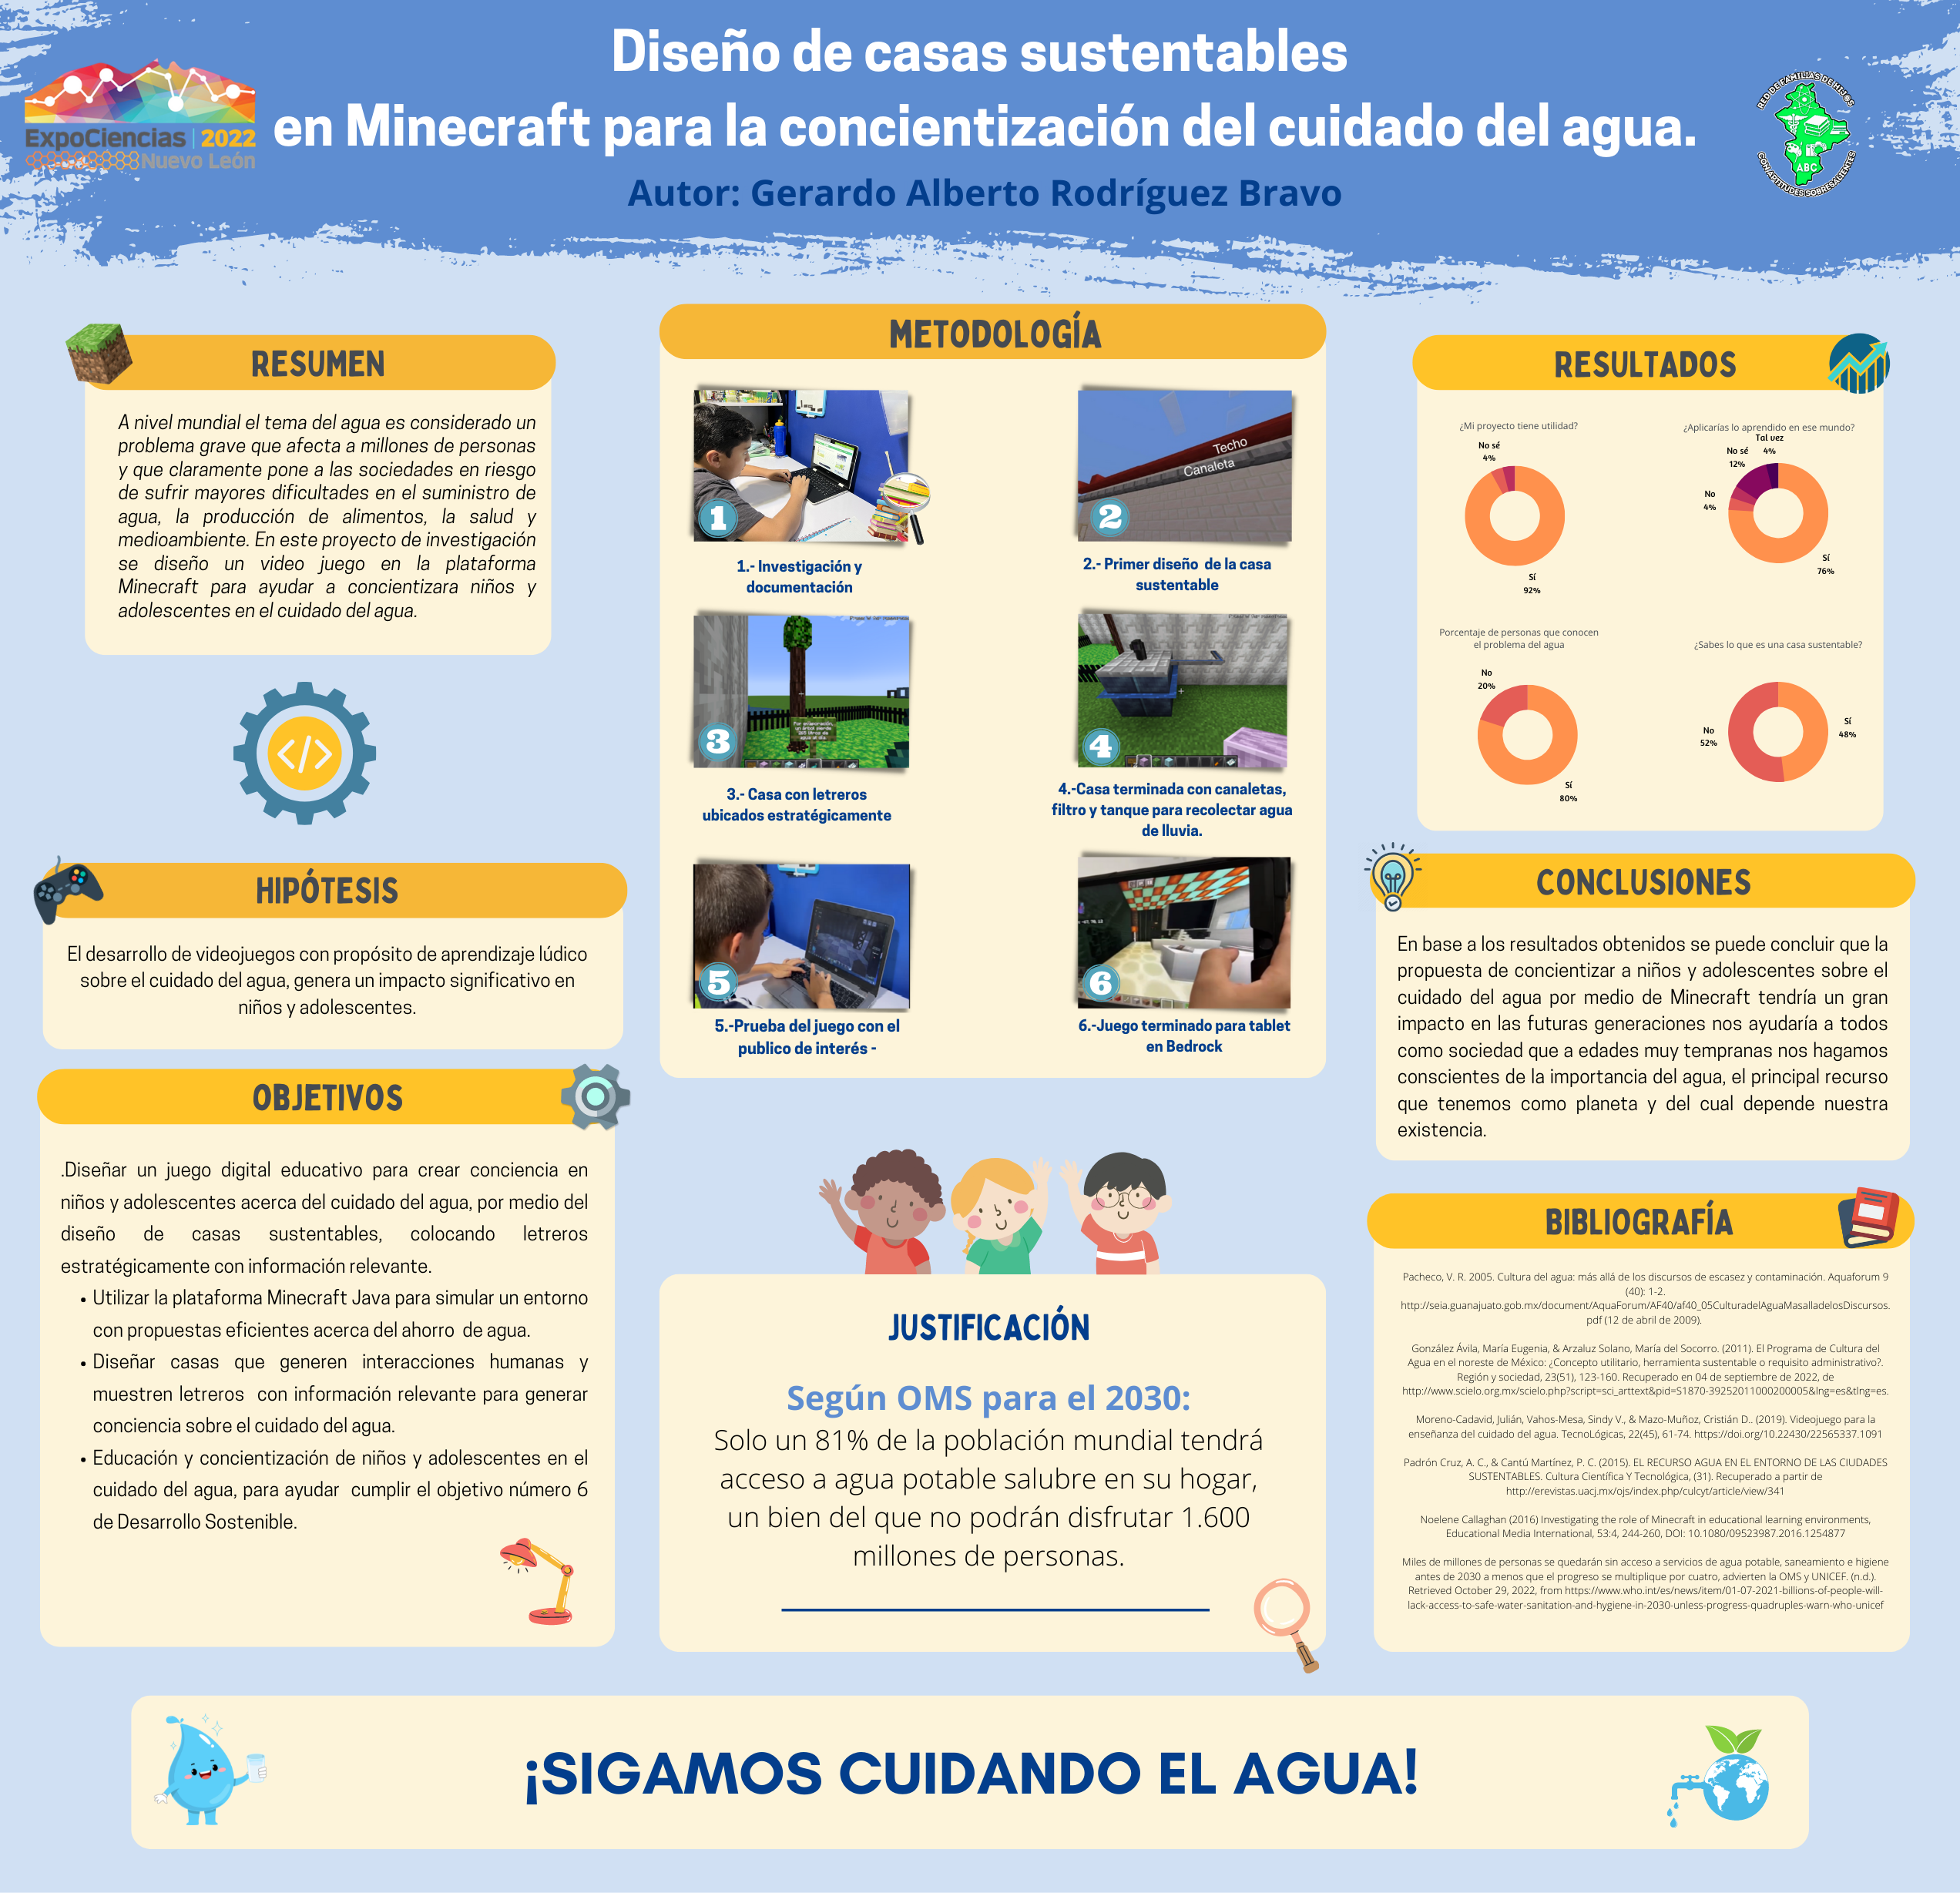 Diseño de casas sustentables
en Minecraft para la concientización del cuidado del agua.
Autor: Gerardo Alberto Rodríguez Bravo
ExpoCiencias | 2022
Nuevo León
RED DE FAMILIAS DE HIJOS
CON APTITUDES SOBRESALIENTES
ABC
RESUMEN
A nivel mundial el tema del agua es considerado un
problema grave que afecta a millones de personas
y que claramente pone a las sociedades en riesgo
de sufrir mayores dificultades en el suministro de
agua, la producción de alimentos, la salud y
medioambiente. En este proyecto de investigación
se diseño un video juego en la plataforma
Minecraft para ayudar a concientizara niños y
adolescentes en el cuidado del agua.
</>
HIPÓTESIS
El desarrollo de videojuegos con propósito de aprendizaje lúdico
sobre el cuidado del agua, genera un impacto significativo en
niños y adolescentes.
OBJETIVOS
.Diseñar un juego digital educativo para crear conciencia en
niños y adolescentes acerca del cuidado del agua, por medio del
diseño de casas sustentables, colocando letreros
estratégicamente con información relevante.
• Utilizar la plataforma Minecraft Java para simular un entorno
con propuestas eficientes acerca del ahorro de agua.
• Diseñar casas que generen interacciones humanas y
muestren letreros con información relevante para generar
conciencia sobre el cuidado del agua.
• Educación y concientización de niños y adolescentes en el
cuidado del agua, para ayudar cumplir el objetivo número 6
de Desarrollo Sostenible.
METODOLOGÍA
1
1.- Investigación y
documentación
Techo
Canaleta
2
2.- Primer diseño de la casa
sustentable
3
3.- Casa con letreros
ubicados estratégicamente
4
4.-Casa terminada con canaletas,
filtro y tanque para recolectar agua
de lluvia.
5
5.-Prueba del juego con el
publico de interés -
6
6.-Juego terminado para tablet
en Bedrock
JUSTIFICACIÓN
Según OMS para el 2030:
Solo un 81% de la población mundial tendrá
acceso a agua potable salubre en su hogar,
un bien del que no podrán disfrutar 1.600
millones de personas.
RESULTADOS
¿Mi proyecto tiene utilidad?
No sé
4%
Sí
92%
¿Aplicarías lo aprendido en ese mundo?
Tal vez
4%
No sé
12%
No
4%
Sí
76%
Porcentaje de personas que conocen
el problema del agua
No
20%
Sí
80%
¿Sabes lo que es una casa sustentable?
No
52%
Sí
48%
CONCLUSIONES
En base a los resultados obtenidos se puede concluir que la
propuesta de concientizar a niños y adolescentes sobre el
cuidado del agua por medio de Minecraft tendría un gran
impacto en las futuras generaciones nos ayudaría a todos
como sociedad que a edades muy tempranas nos hagamos
conscientes de la importancia del agua, el principal recurso
que tenemos como planeta y del cual depende nuestra
existencia.
BIBLIOGRAFÍA
Pacheco, V. R. 2005. Cultura del agua: más allá de los discursos de escasez y contaminación. Aquaforum 9
(40): 1-2.
http://seia.guanajuato.gob.mx/document/AquaForum/AF40/af40_05CulturadelAguaMasalladelosDiscursos.
pdf (12 de abril de 2009).
González Ávila, María Eugenia, & Arzaluz Solano, María del Socorro. (2011). El Programa de Cultura del
Agua en el noreste de México: ¿Concepto utilitario, herramienta sustentable o requisito administrativo?.
Región y sociedad, 23(51), 123-160. Recuperado en 04 de septiembre de 2022, de
http://www.scielo.org.mx/scielo.php?script=sci_arttext&pid=S1870-39252011000200005&lng=es&tlng=es.
Moreno-Cadavid, Julián, Vahos-Mesa, Sindy V., & Mazo-Muñoz, Cristián D.. (2019). Videojuego para la
enseñanza del cuidado del agua. TecnoLógicas, 22(45), 61-74. https://doi.org/10.22430/22565337.1091
Padrón Cruz, A. C., & Cantú Martínez, P. C. (2015). EL RECURSO AGUA EN EL ENTORNO DE LAS CIUDADES
SUSTENTABLES. Cultura Científica Y Tecnológica, (31). Recuperado a partir de
http://erevistas.uacj.mx/ojs/index.php/culcyt/article/view/341
Noelene Callaghan (2016) Investigating the role of Minecraft in educational learning environments,
Educational Media International, 53:4, 244-260, DOI: 10.1080/09523987.2016.1254877
Miles de millones de personas se quedarán sin acceso a servicios de agua potable, saneamiento e higiene
antes de 2030 a menos que el progreso se multiplique por cuatro, advierten la OMS y UNICEF. (n.d.).
Retrieved October 29, 2022, from https://www.who.int/es/news/item/01-07-2021-billions-of-people-will-
lack-access-to-safe-water-sanitation-and-hygiene-in-2030-unless-progress-quadruples-warn-who-unicef
¡SIGAMOS CUIDANDO EL AGUA!